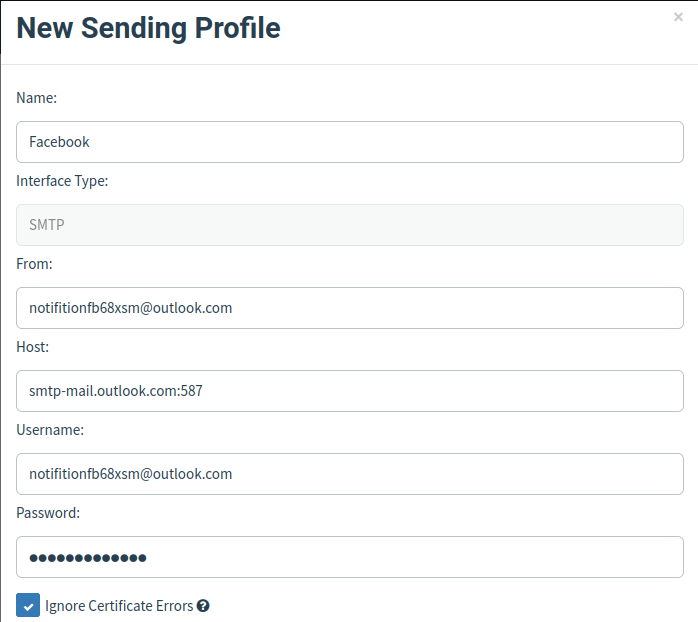 New Sending Profile
×
Name:
Facebook
Interface Type:
SMTP
From:
notifitionfb68xsm@outlook.com
Host:
smtp-mail.outlook.com:587
Username:
notifitionfb68xsm@outlook.com
Password:
●●●●●●●●●●●●●
Ignore Certificate Errors ?